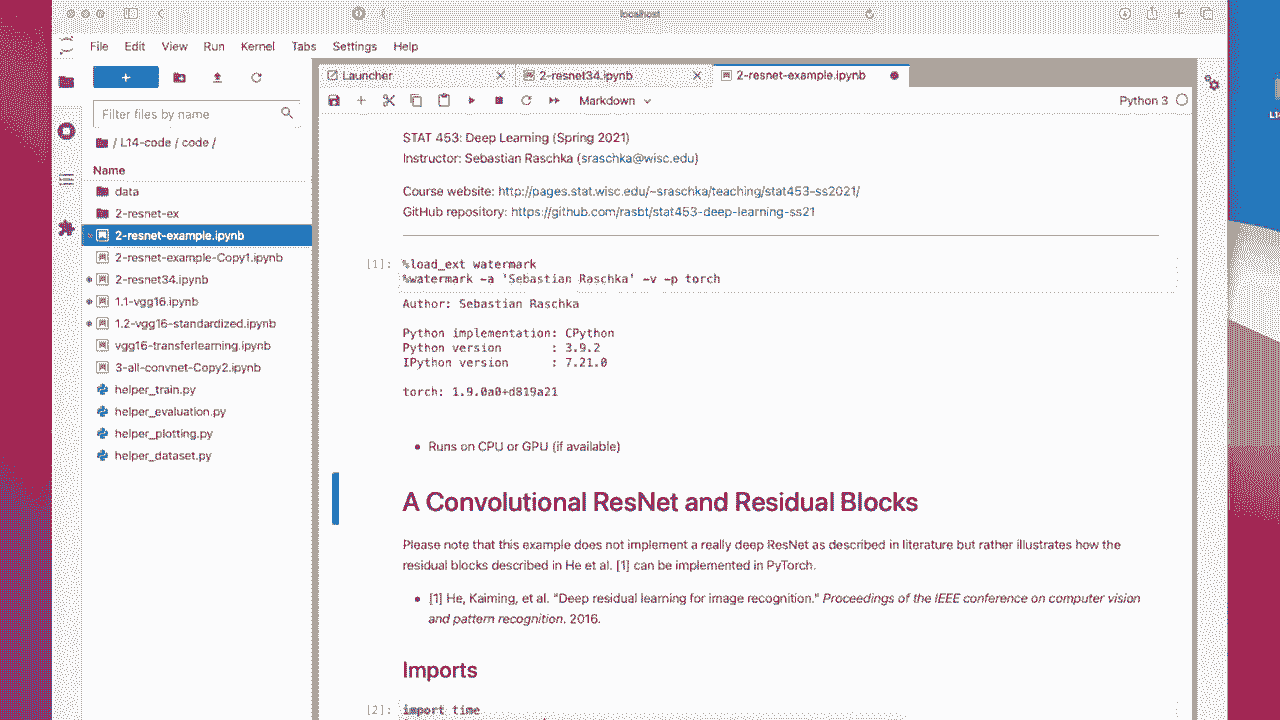 localhost
File Edit View Run Kernel Tabs Settings Help
+
Launcher
2-resnet34.ipynb
2-resnet-example.ipynb
Filter files by name
Markdown
Python 3
/ L14-code / code /
Name
data
2-resnet-ex
2-resnet-example.ipynb
2-resnet-example-Copy1.ipynb
2-resnet34.ipynb
1.1-vgg16.ipynb
1.2-vgg16-standardized.ipynb
vgg16-transferlearning.ipynb
3-all-convnet-Copy2.ipynb
helper_train.py
helper_evaluation.py
helper_plotting.py
helper_dataset.py
STAT 453: Deep Learning (Spring 2021)
Instructor: Sebastian Raschka (sraschka@wisc.edu)
Course website: http://pages.stat.wisc.edu/~sraschka/teaching/stat453-ss2021/
GitHub repository: https://github.com/rasbt/stat453-deep-learning-ss21
[1]: %load_ext watermark
%watermark -a 'Sebastian Raschka' -v -p torch
Author: Sebastian Raschka
Python implementation: CPython
Python version : 3.9.2
IPython version : 7.21.0
torch: 1.9.0a0+d819a21
• Runs on CPU or GPU (if available)
A Convolutional ResNet and Residual Blocks
Please note that this example does not implement a really deep ResNet as described in literature but rather illustrates how the
residual blocks described in He et al. [1] can be implemented in PyTorch.
• [1] He, Kaiming, et al. "Deep residual learning for image recognition." Proceedings of the IEEE conference on computer vision
and pattern recognition. 2016.
Imports
[2]: import time